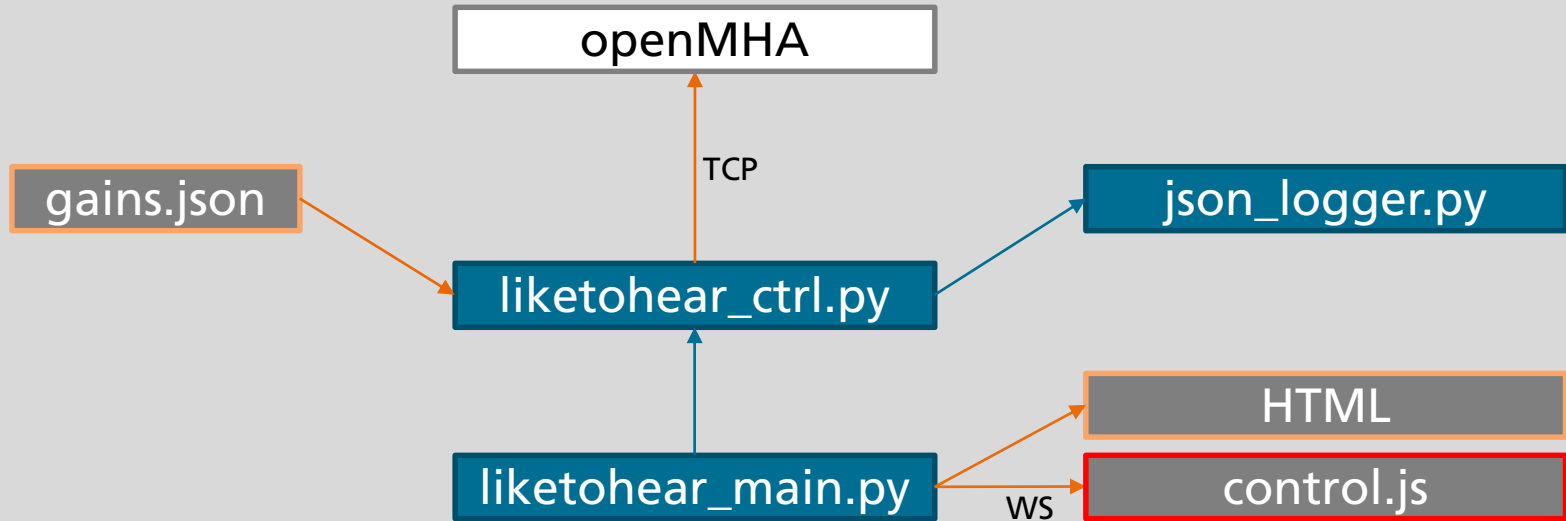 openMHA
TCP
gains.json
json_logger.py
liketohear_ctrl.py
HTML
liketohear_main.py
WS
control.js